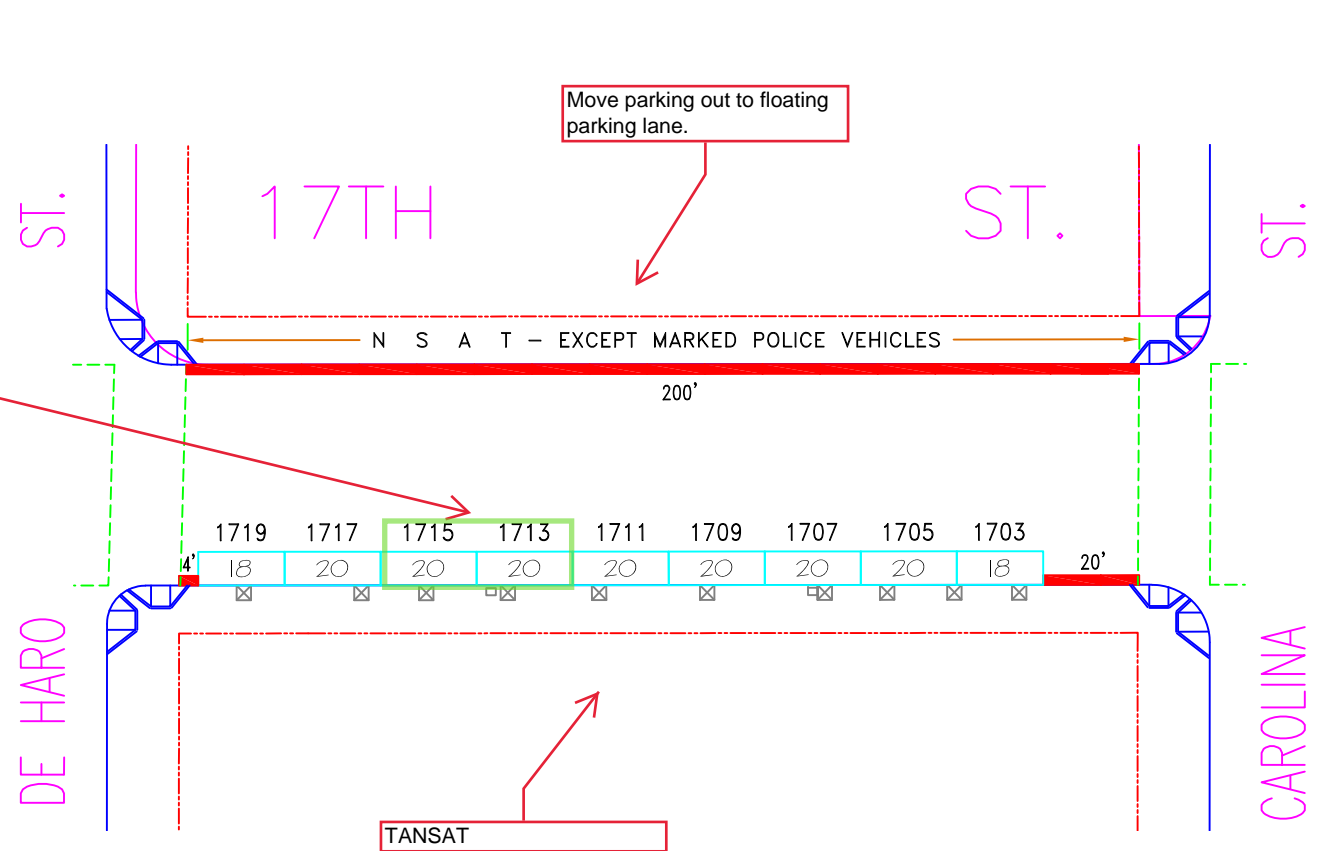 Move parking out to floating
parking lane.
ST.
17TH
ST.
ST.
N S A T – EXCEPT MARKED POLICE VEHICLES
200'
1719
1717
1715
1713
1711
1709
1707
1705
1703
4'
18
20
20
20
20
20
20
20
18
20'
DE HARO
CAROLINA
TANSAT